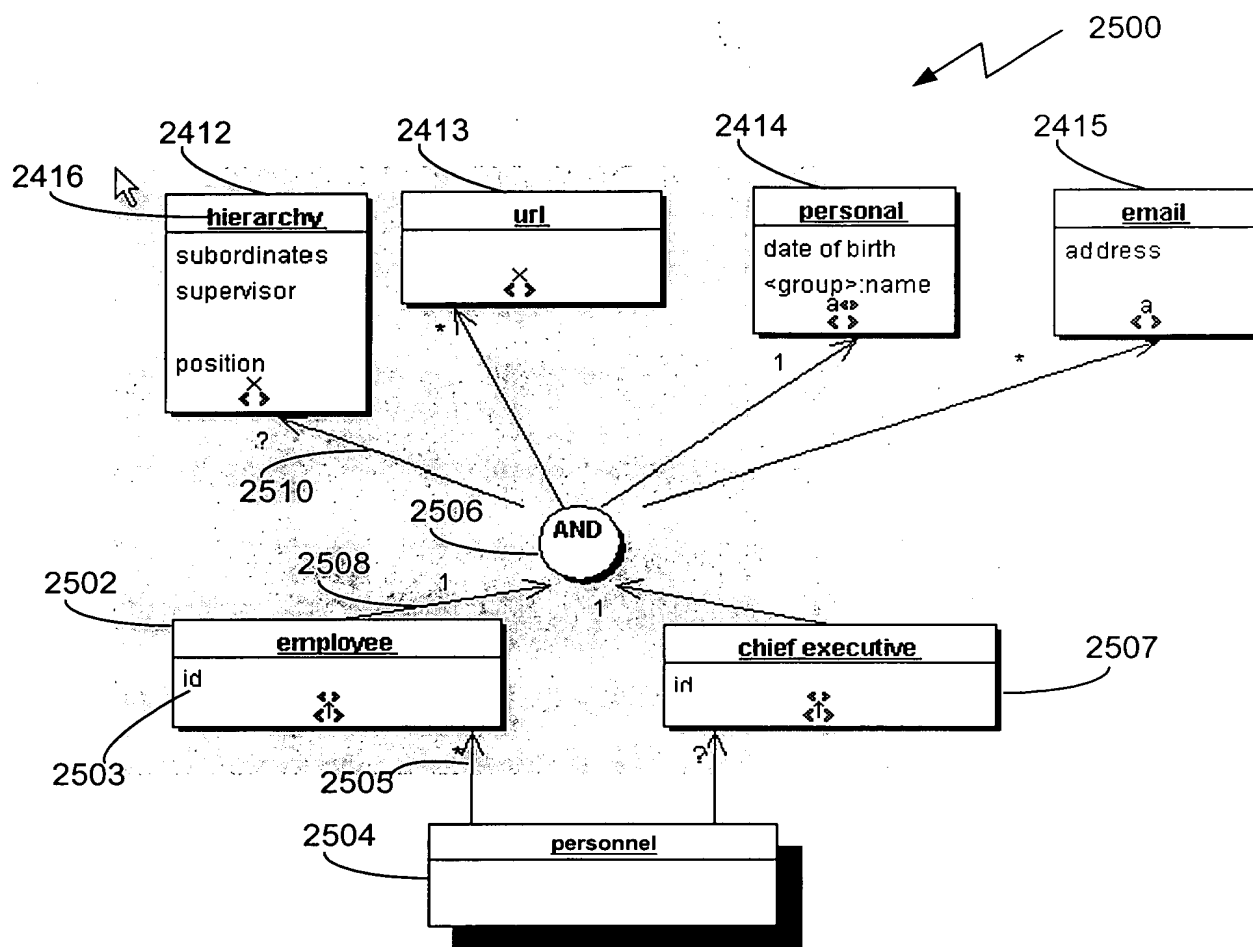 2500
2412
2413
2414
2415
2416
hierarchy
subordinates
supervisor
position
url
personal
date of birth
<group>:name
a
email
address
a
?
*
1
*
2510
2506
AND
2508
1
1
2502
employee
id
chief executive
id
2507
2503
2505
*
?
2504
personnel